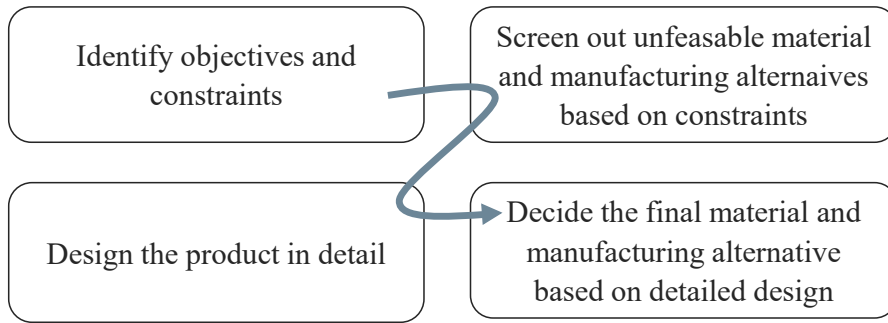 Identify objectives and
constraints
Screen out unfeasable material
and manufacturing alternaives
based on constraints
Design the product in detail
Decide the final material and
manufacturing alternative
based on detailed design